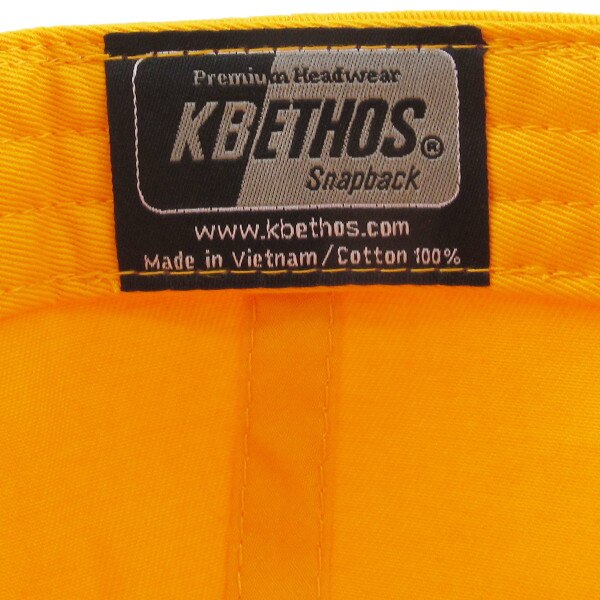 Premium Headwear
KBETHOS®
Snapback
www.kbethos.com
Made in Vietnam/Cotton 100%